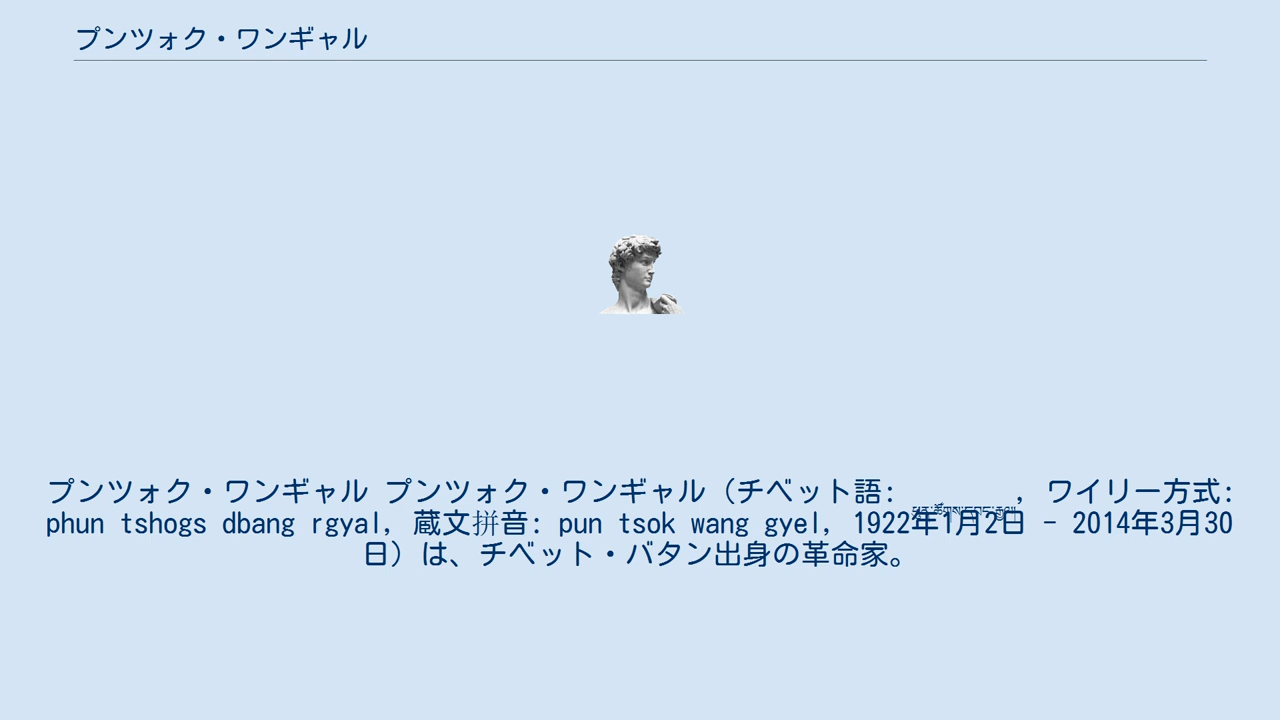 プンツォク・ワンギャル
プンツォク・ワンギャル プンツォク・ワンギャル（チベット語: , ワイリー方式:
phun tshogs dbang rgyal, 蔵文拼音: pun tsok wang gyel, 1922年1月2日 - 2014年3月30
日）は、チベット・バタン出身の革命家。